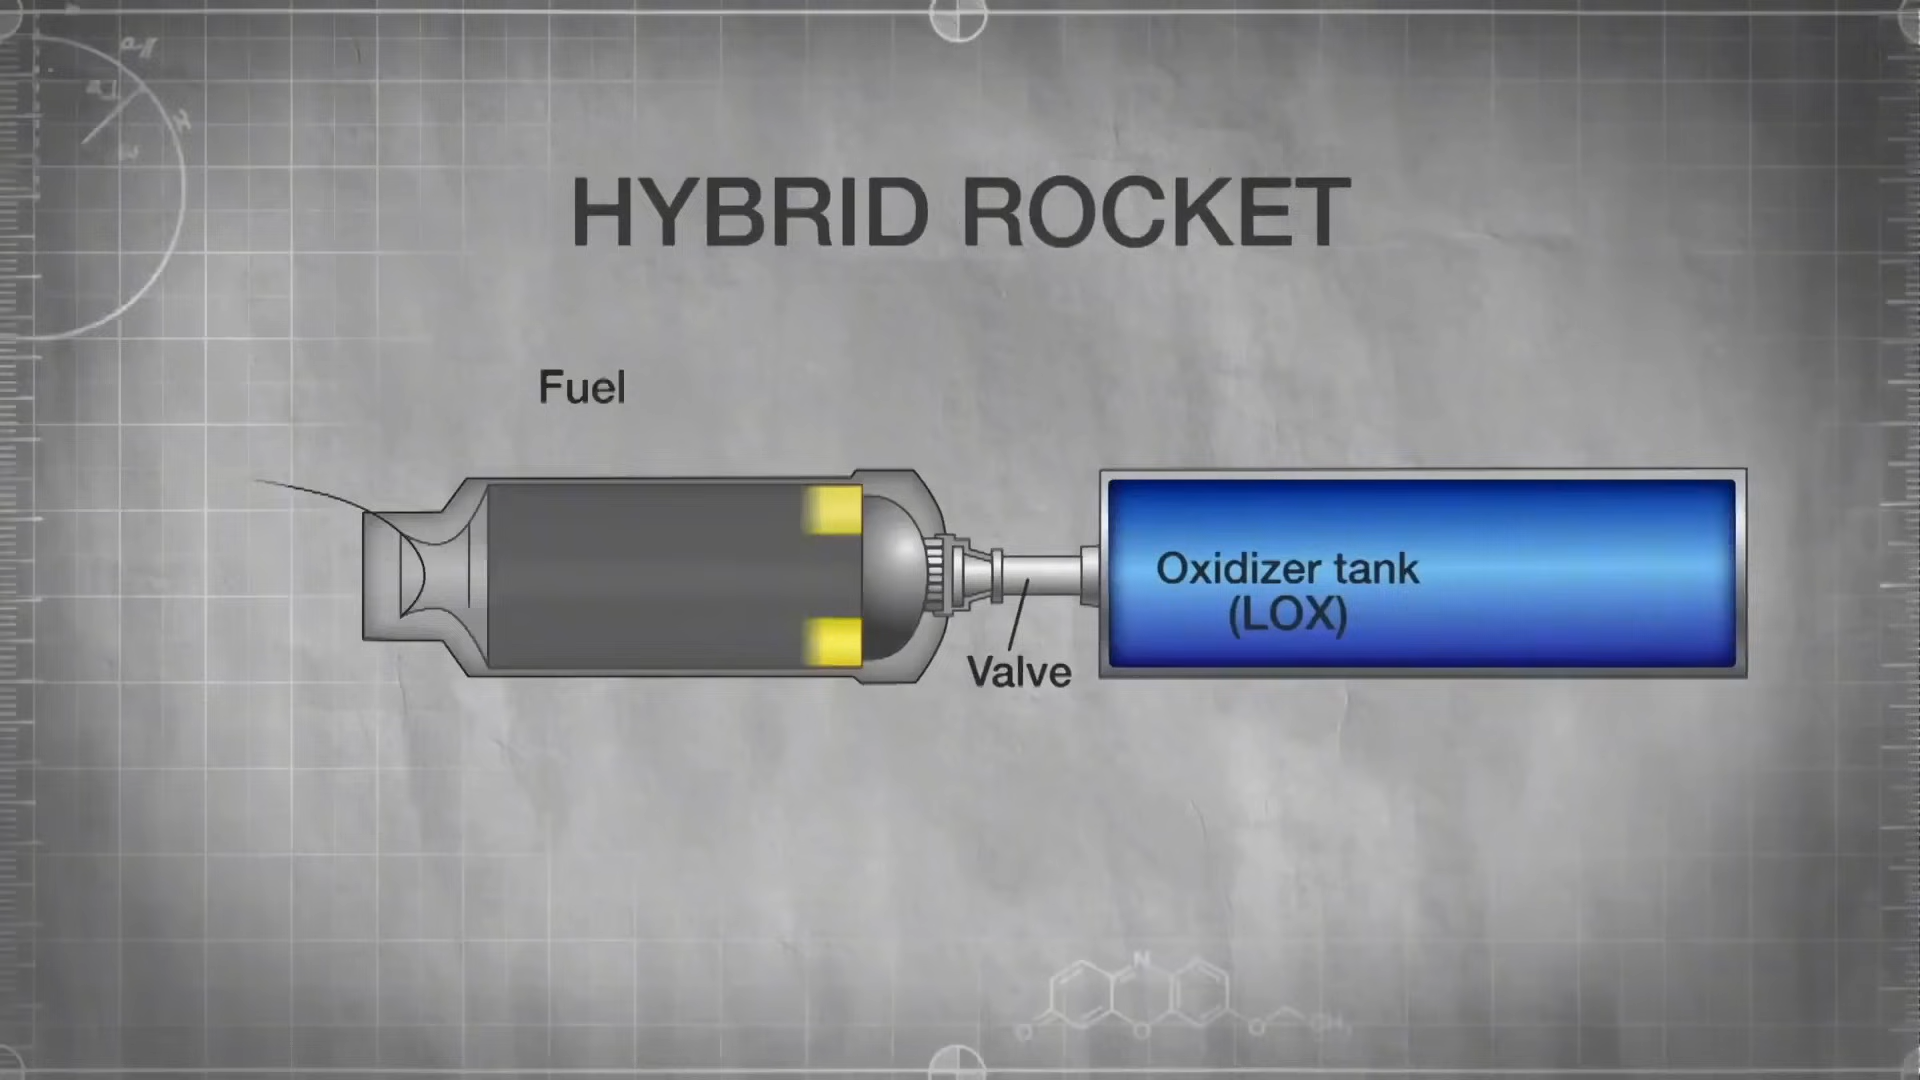 HYBRID ROCKET
Fuel
Oxidizer tank
(LOX)
Valve
N
O
O
O